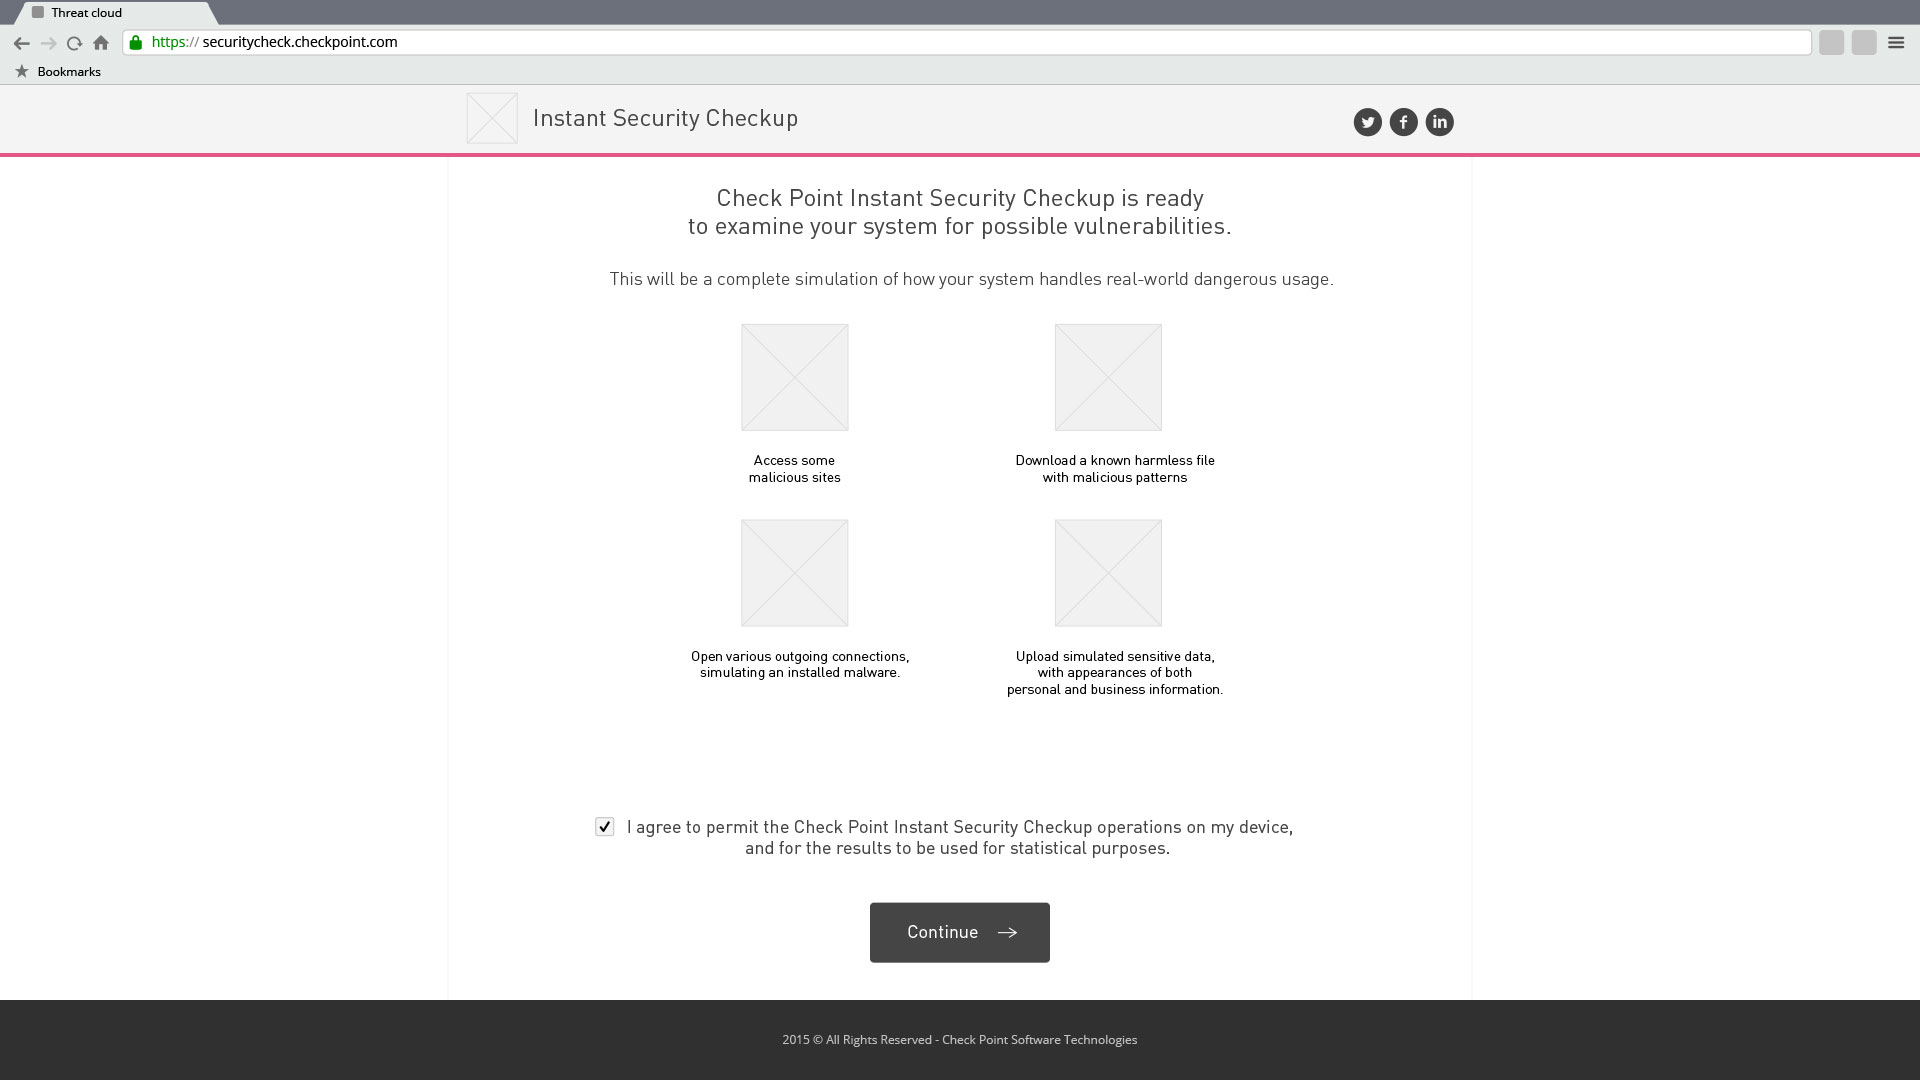 Threat cloud
https:// securitycheck.checkpoint.com
Bookmarks
Instant Security Checkup
Check Point Instant Security Checkup is ready
to examine your system for possible vulnerabilities.
This will be a complete simulation of how your system handles real-world dangerous usage.
Access some
malicious sites
Download a known harmless file
with malicious patterns
Open various outgoing connections,
simulating an installed malware.
Upload simulated sensitive data,
with appearances of both
personal and business information.
I agree to permit the Check Point Instant Security Checkup operations on my device,
and for the results to be used for statistical purposes.
Continue
2015 © All Rights Reserved - Check Point Software Technologies